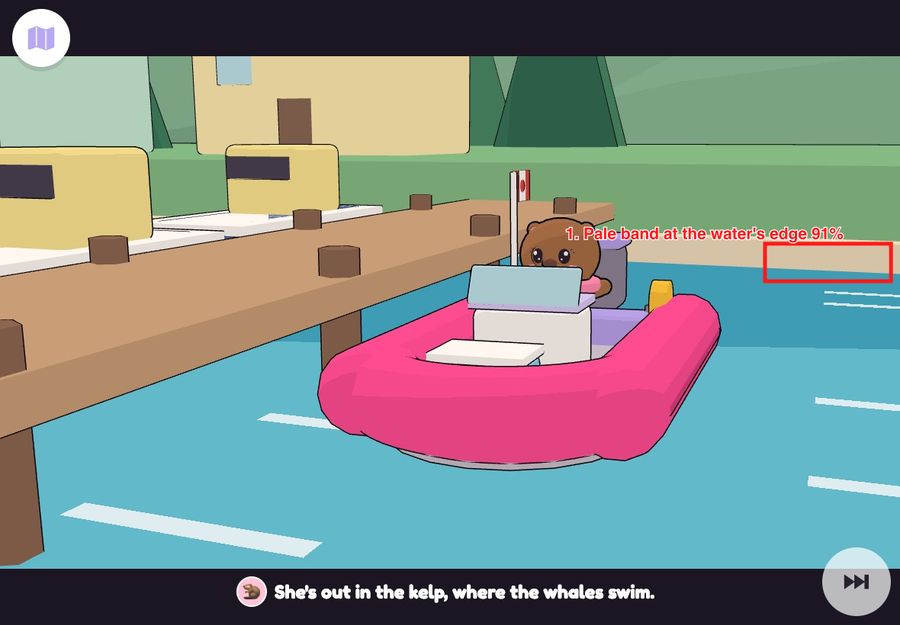 1. Pale band at the water's edge 91%
She's out in the kelp, where the whales swim.